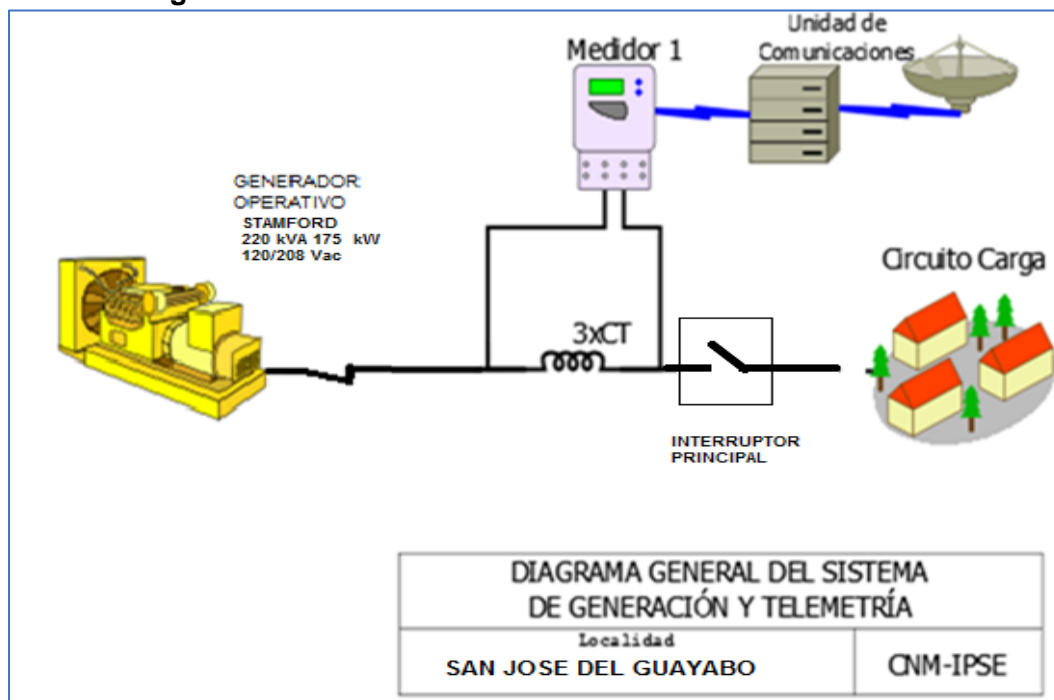 Unidad de
Comunicaciones
Medidor 1
GENERADOR
OPERATIVO
STAMFORD
220 kVA 175 kW
120/208 Vac
Circuito Carga
3xCT
INTERRUPTOR
PRINCIPAL
DIAGRAMA GENERAL DEL SISTEMA
DE GENERACIÓN Y TELEMETRÍA
Localidad
SAN JOSE DEL GUAYABO
CNM-IPSE